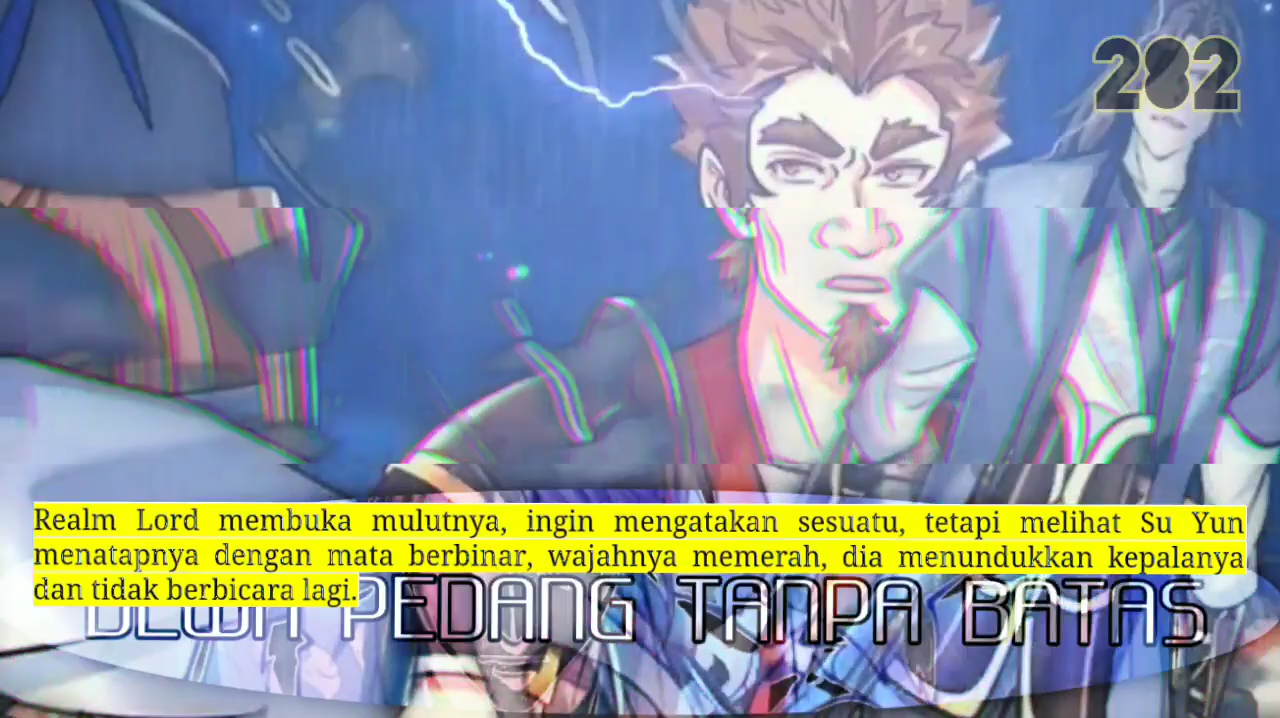 282
Realm Lord membuka mulutnya, ingin mengatakan sesuatu, tetapi melihat Su Yun
menatapnya dengan mata berbinar, wajahnya memerah, dia menundukkan kepalanya
dan tidak berbicara lagi.
DEWA PEDANG TANPA BATAS